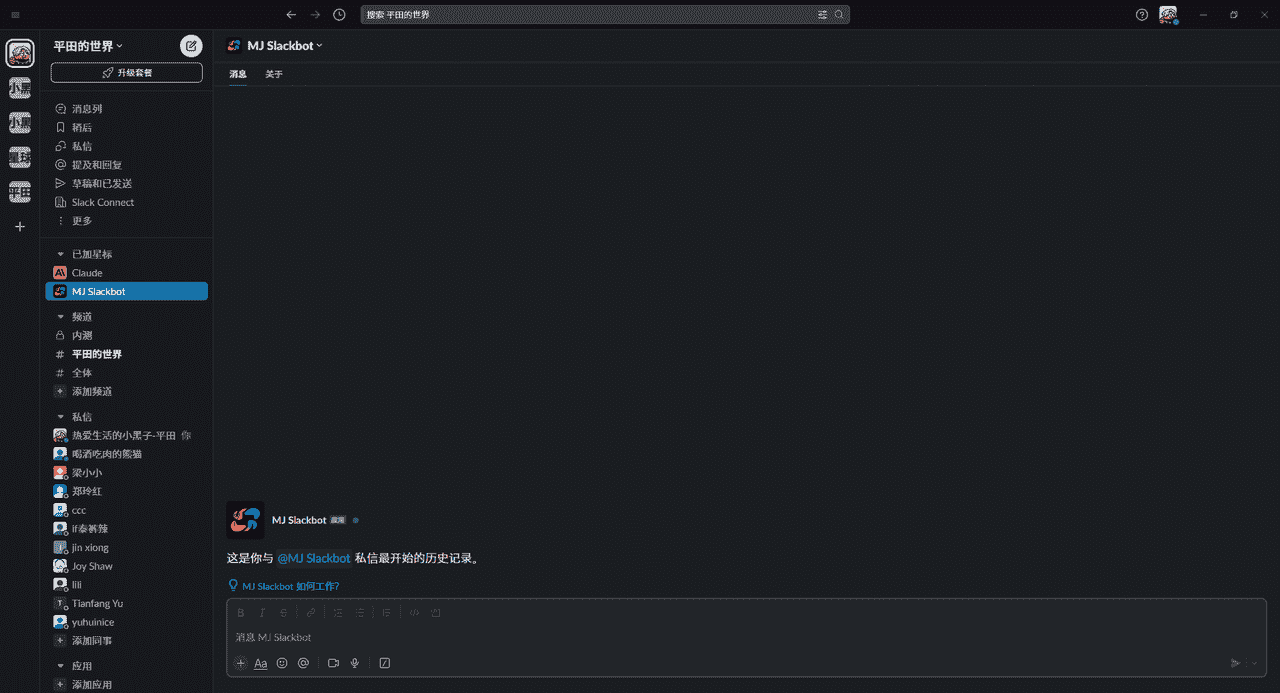 搜索 平田的世界
平田的世界
升级套餐
消息列
稍后
私信
提及和回复
草稿和已发送
Slack Connect
更多
已加星标
Claude
MJ Slackbot
频道
内测
平田的世界
全体
添加频道
私信
热爱生活的小黑子-平田 你
喝酒吃肉的熊猫
梁小小
郑玲红
ccc
if泰酱辣
jin xiong
Joy Shaw
lili
Tianfang Yu
yuhuinice
添加同事
应用
添加应用
MJ Slackbot
消息
关于
MJ Slackbot 应用
这是你与 @MJ Slackbot 私信最开始的历史记录。
MJ Slackbot 如何工作?
消息 MJ Slackbot
Aa